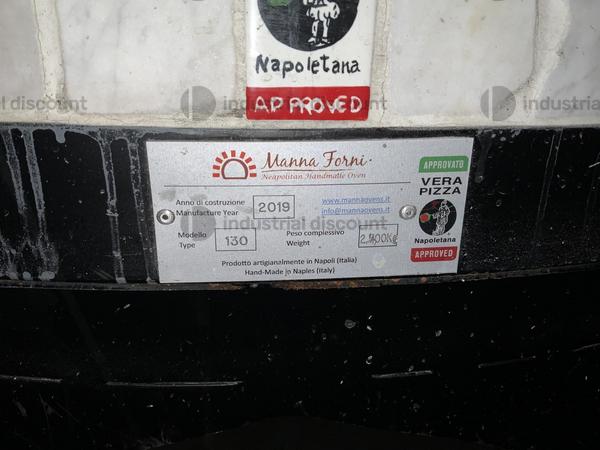 Napoletana
APPROVED
industrial discount
industrial discount
industrial discount
Manna Forni
Neapolitan Handmade Oven
Anno di costruzione
Manufacture Year
2019
www.mannaovens.it
info@mannaovens.it
industrial discount
Modello
Type
130
Peso complessivo
Weight
Prodotto artigianalmente in Napoli (Italia)
Hand-Made in Naples (Italy)
APPROVATO
VERA
PIZZA
Napoletana
APPROVED